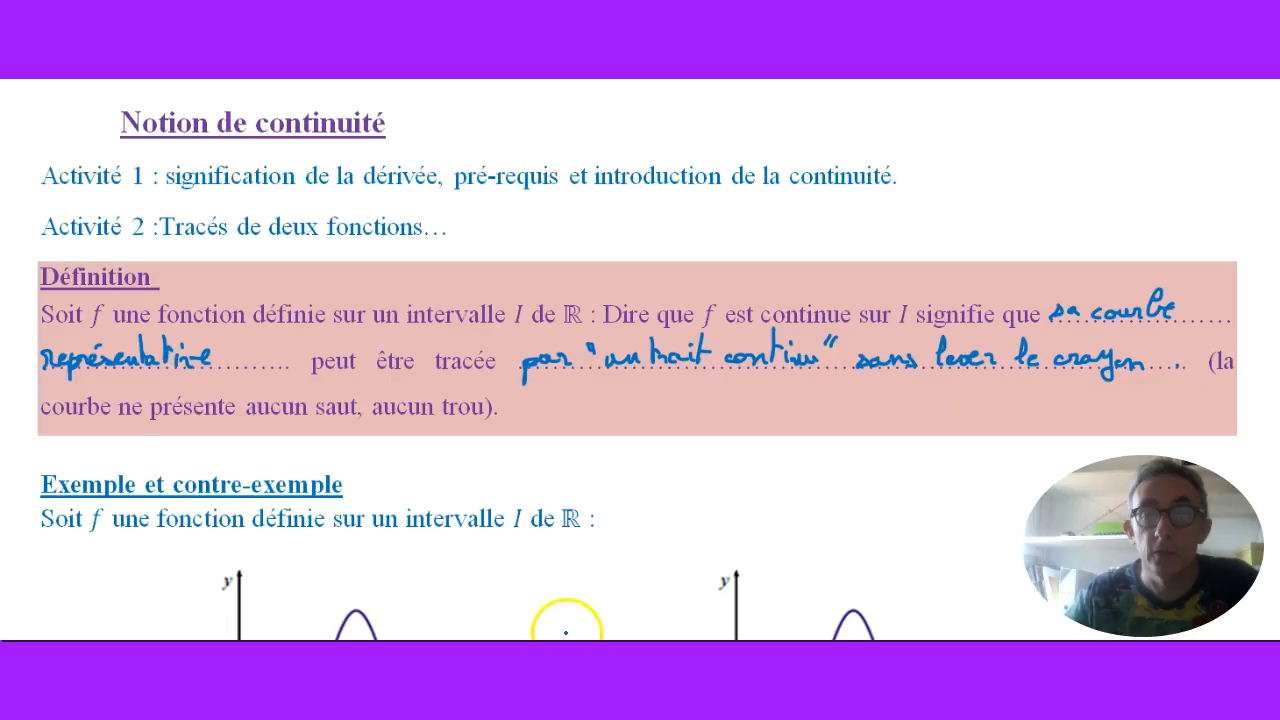 Notion de continuité
Activité 1 : signification de la dérivée, pré-requis et introduction de la continuité.
Activité 2 :Tracés de deux fonctions…
Définition
Soit f une fonction définie sur un intervalle I de ℝ : Dire que f est continue sur I signifie que sa courbe
représentative peut être tracée par "un trait continu" sans lever le crayon. (la
courbe ne présente aucun saut, aucun trou).
Exemple et contre-exemple
Soit f une fonction définie sur un intervalle I de ℝ :
y y